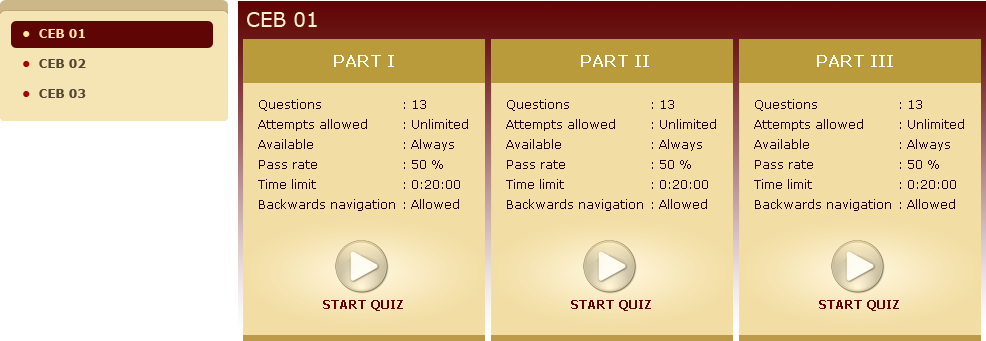 CEB 01
CEB 02
CEB 03
CEB 01
PART I
Questions : 13
Attempts allowed : Unlimited
Available : Always
Pass rate : 50 %
Time limit : 0:20:00
Backwards navigation : Allowed
START QUIZ
PART II
Questions : 13
Attempts allowed : Unlimited
Available : Always
Pass rate : 50 %
Time limit : 0:20:00
Backwards navigation : Allowed
START QUIZ
PART III
Questions : 13
Attempts allowed : Unlimited
Available : Always
Pass rate : 50 %
Time limit : 0:20:00
Backwards navigation : Allowed
START QUIZ